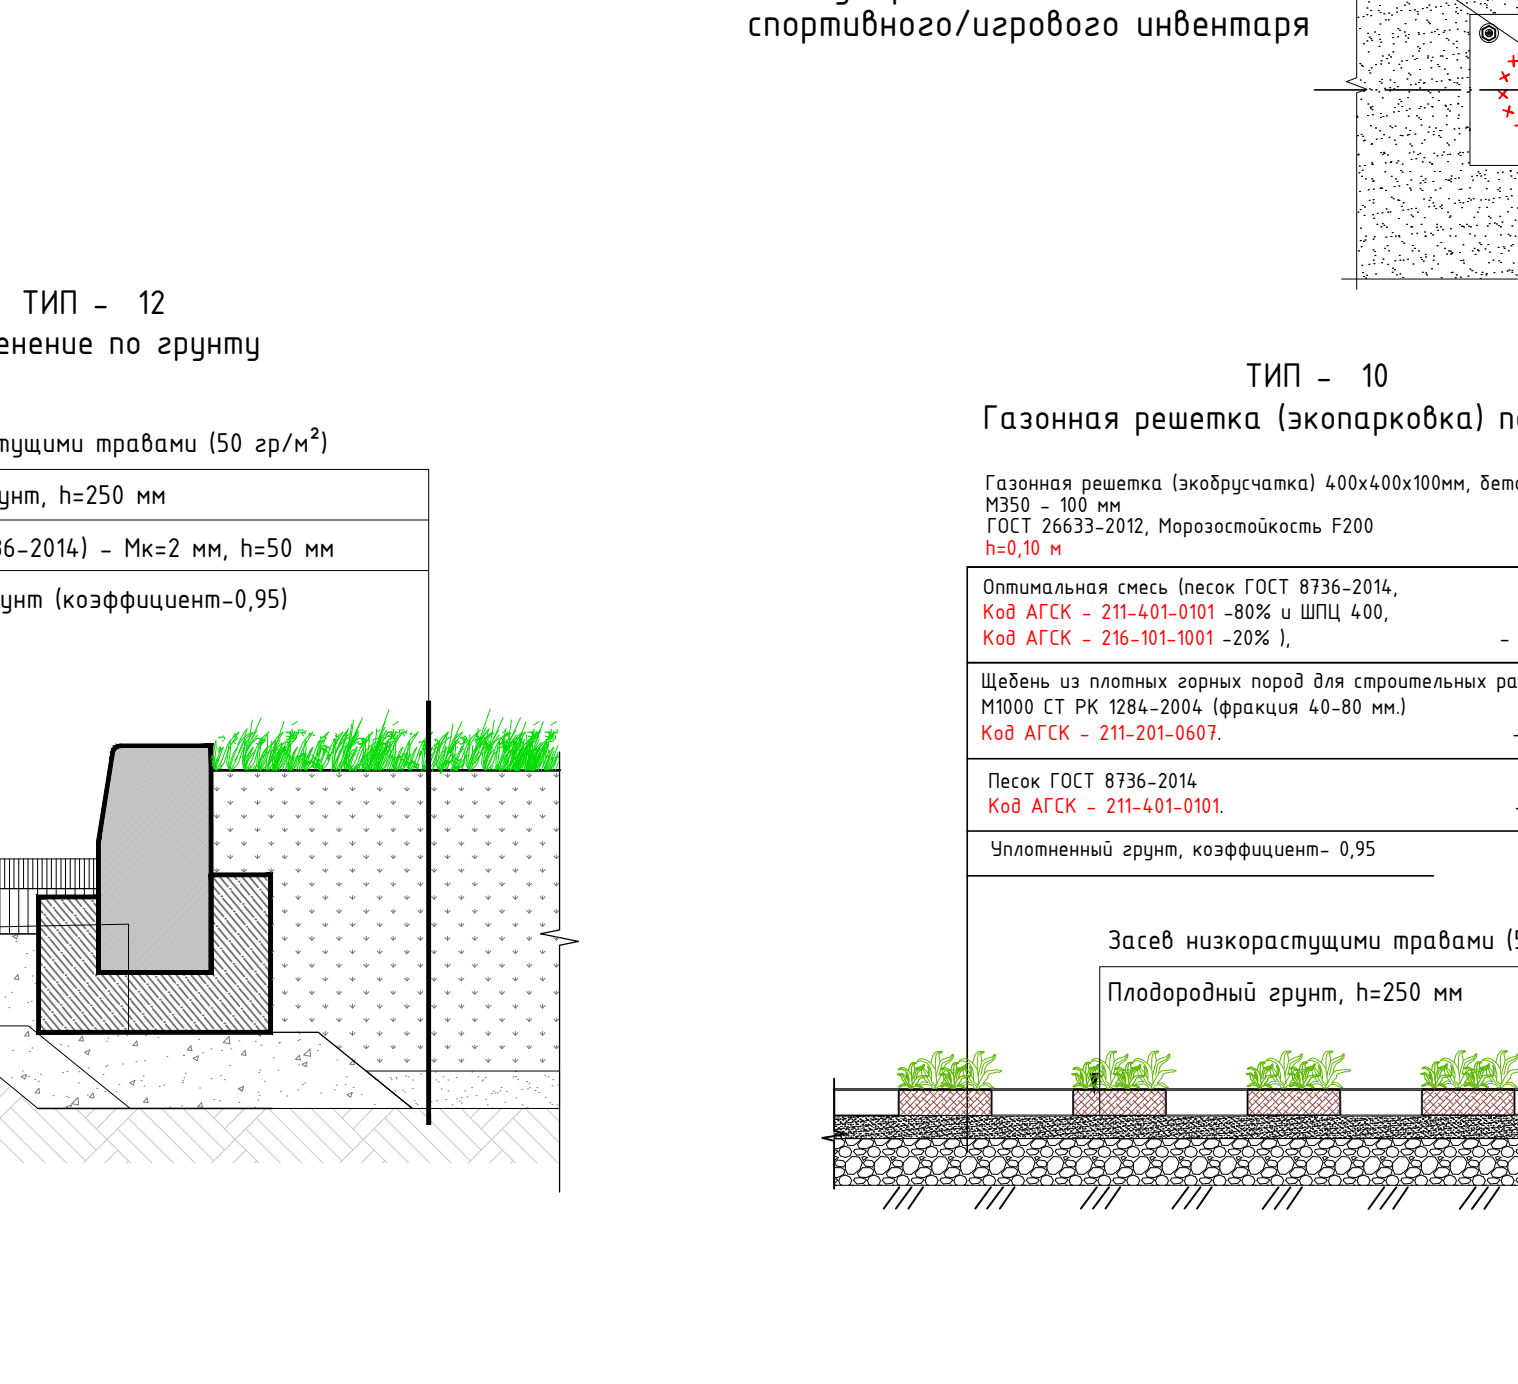 спортивного/игрового инвентаря
ТИП - 12
енение по грунту
тущими травами (50 гр/м²)
унт, h=250 мм
36-2014) - Мк=2 мм, h=50 мм
унт (коэффициент-0,95)
ТИП - 10
Газонная решетка (экопарковка) по
Газонная решетка (экобрусчатка) 400х400х100мм, бето
М350 - 100 мм
ГОСТ 26633-2012, Морозостойкость F200
h=0,10 м
Оптимальная смесь (песок ГОСТ 8736-2014,
Код АГСК - 211-401-0101 -80% и ШПЦ 400,
Код АГСК - 216-101-1001 -20% ), -
Щебень из плотных горных пород для строительных ра
М1000 СТ РК 1284-2004 (фракция 40-80 мм.)
Код АГСК - 211-201-0607. -
Песок ГОСТ 8736-2014
Код АГСК - 211-401-0101. -
Уплотненный грунт, коэффициент- 0,95
Засев низкорастущими травами (5
Плодородный грунт, h=250 мм